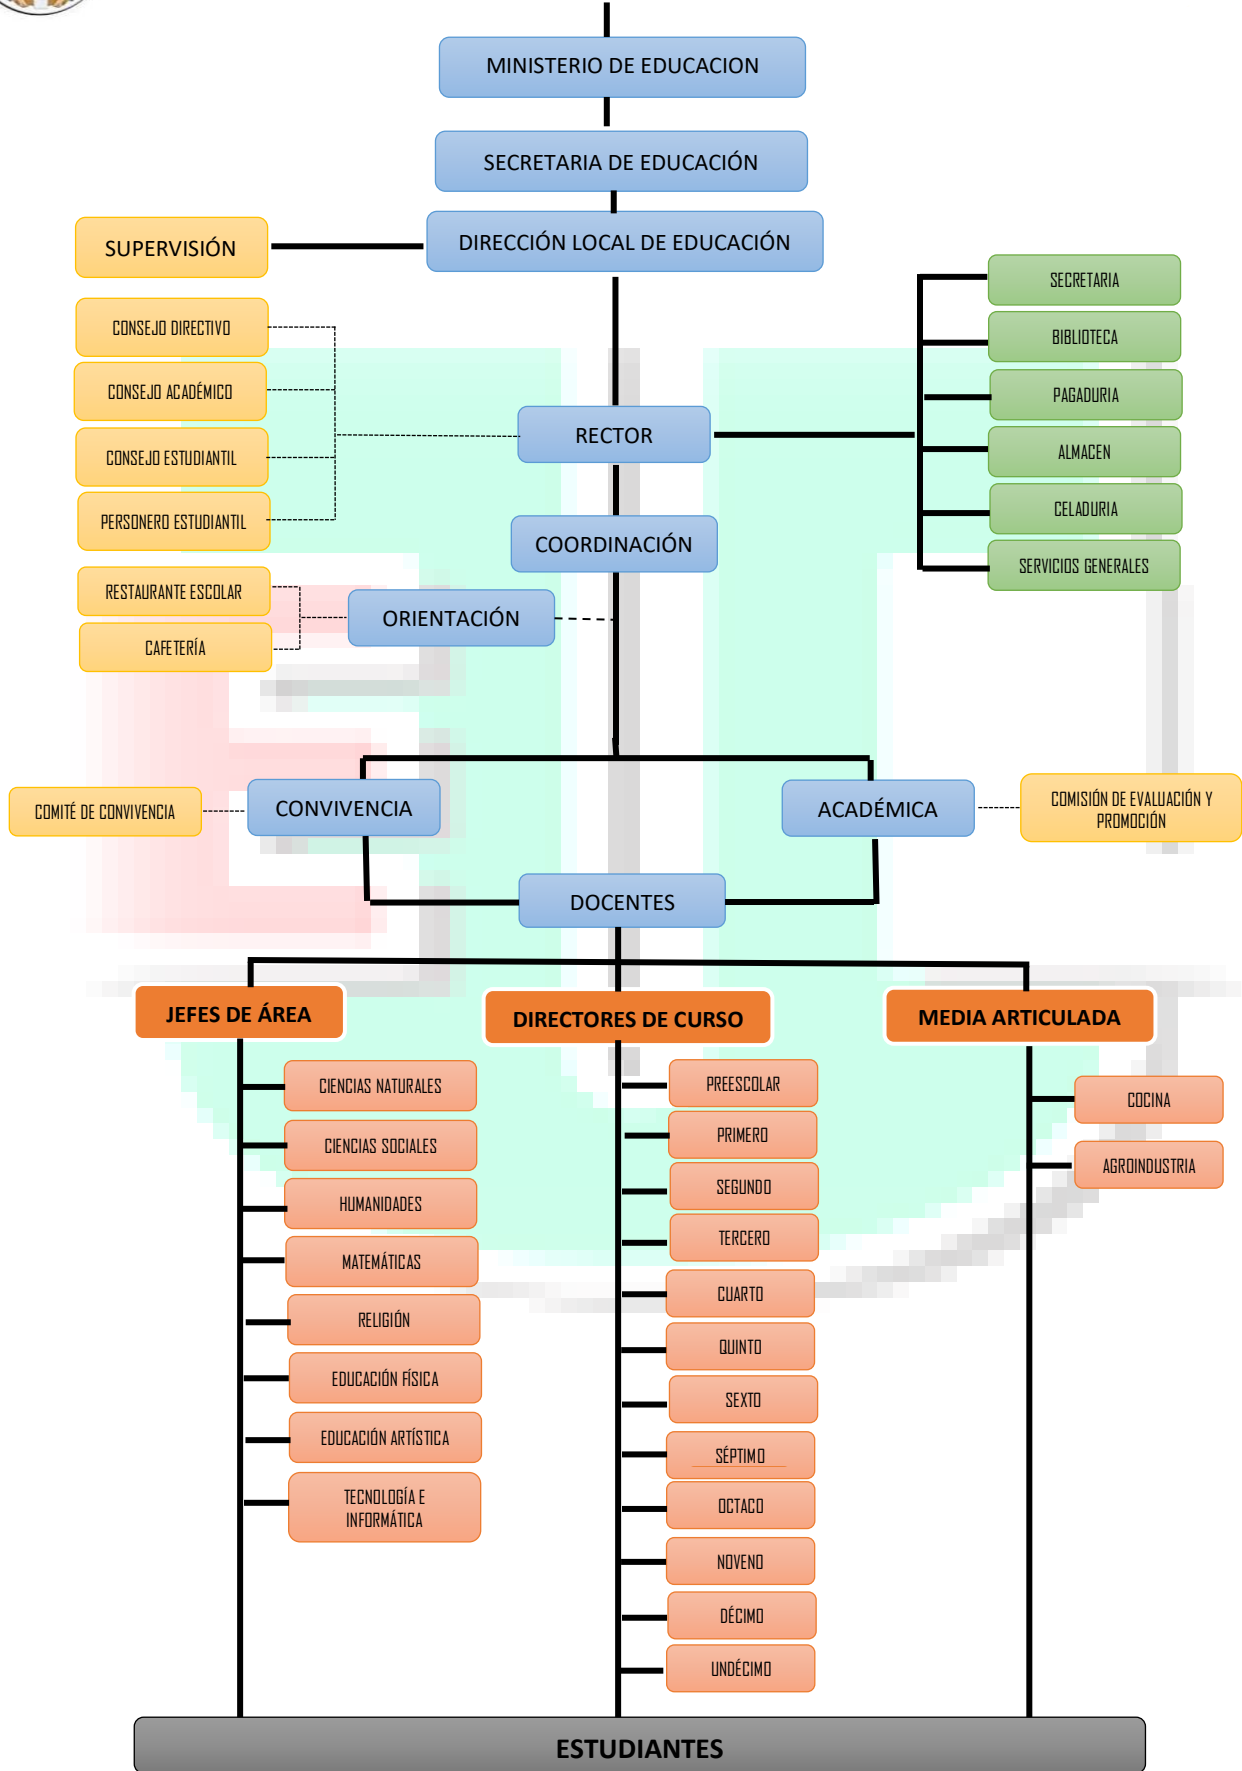 MINISTERIO DE EDUCACION
SECRETARIA DE EDUCACIÓN
SUPERVISIÓN
DIRECCIÓN LOCAL DE EDUCACIÓN
CONSEJO DIRECTIVO
CONSEJO ACADÉMICO
CONSEJO ESTUDIANTIL
PERSONERO ESTUDIANTIL
RECTOR
SECRETARIA
BIBLIOTECA
PAGADURIA
ALMACEN
CELADURIA
SERVICIOS GENERALES
COORDINACIÓN
RESTAURANTE ESCOLAR
CAFETERÍA
ORIENTACIÓN
COMITÉ DE CONVIVENCIA
CONVIVENCIA
ACADÉMICA
COMISIÓN DE EVALUACIÓN Y
PROMOCIÓN
DOCENTES
JEFES DE ÁREA
CIENCIAS NATURALES
CIENCIAS SOCIALES
HUMANIDADES
MATEMÁTICAS
RELIGIÓN
EDUCACIÓN FÍSICA
EDUCACIÓN ARTÍSTICA
TECNOLOGÍA E
INFORMÁTICA
DIRECTORES DE CURSO
PREESCOLAR
PRIMERO
SEGUNDO
TERCERO
CUARTO
QUINTO
SEXTO
SÉPTIMO
OCTACO
NOVENO
DÉCIMO
UNDÉCIMO
MEDIA ARTICULADA
COCINA
AGROINDUSTRIA
ESTUDIANTES